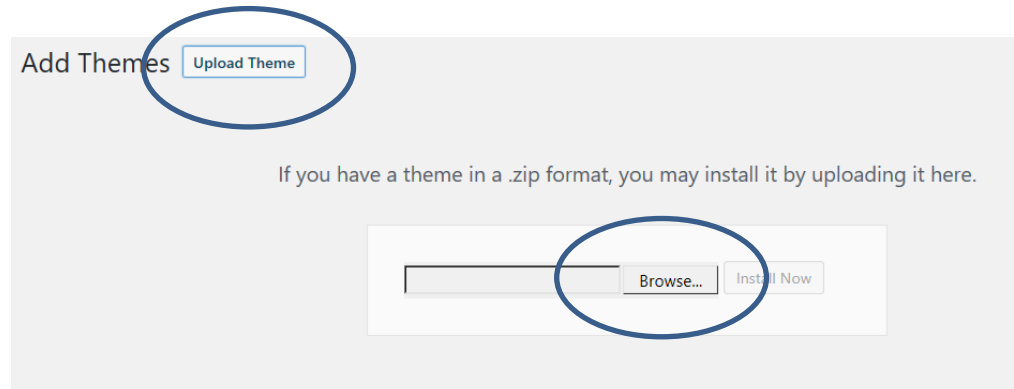 Add Themes Upload Theme
If you have a theme in a .zip format, you may install it by uploading it here.
Browse... Install Now